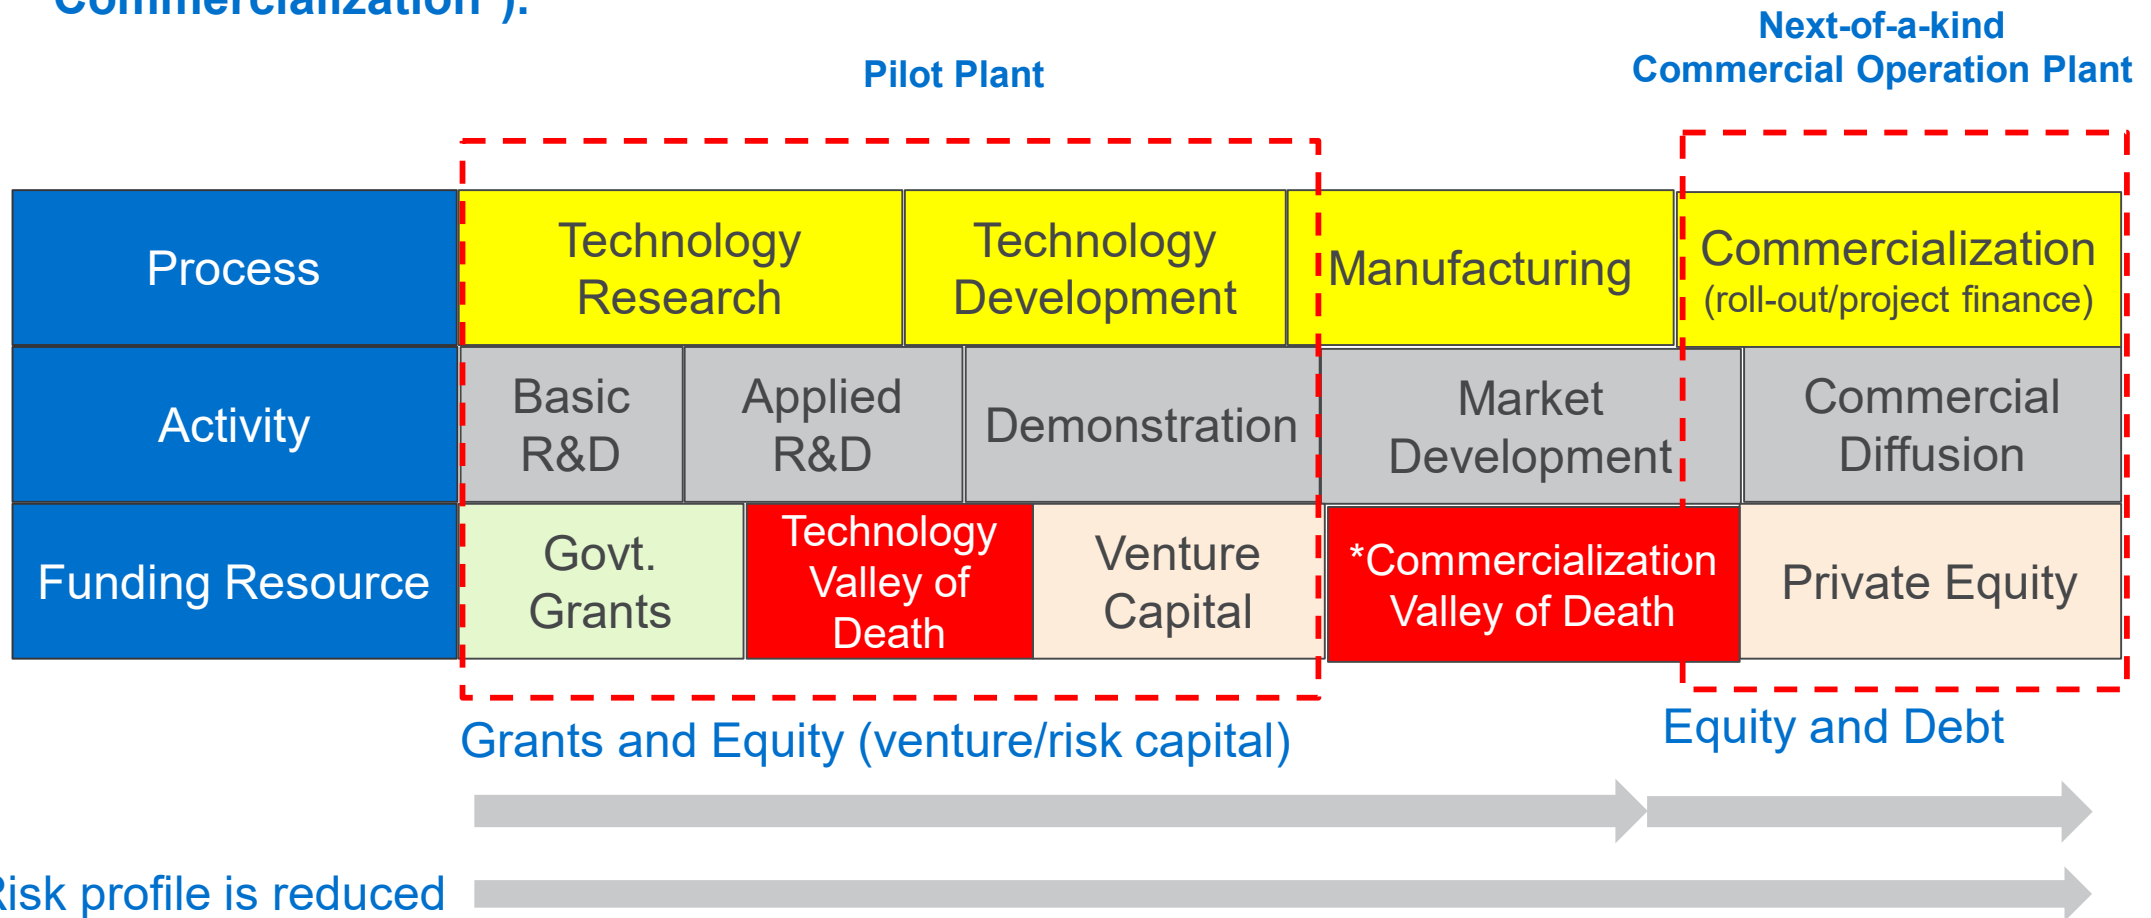 Commercialization").
Next-of-a-kind
Commercial Operation Plant
Pilot Plant
Process
Technology
Research
Technology
Development
Manufacturing
Commercialization
(roll-out/project finance)
Activity
Basic
R&D
Applied
R&D
Demonstration
Market
Development
Commercial
Diffusion
Funding Resource
Govt.
Grants
Technology
Valley of
Death
Venture
Capital
*Commercialization
Valley of Death
Private Equity
Grants and Equity (venture/risk capital)
Equity and Debt
Risk profile is reduced